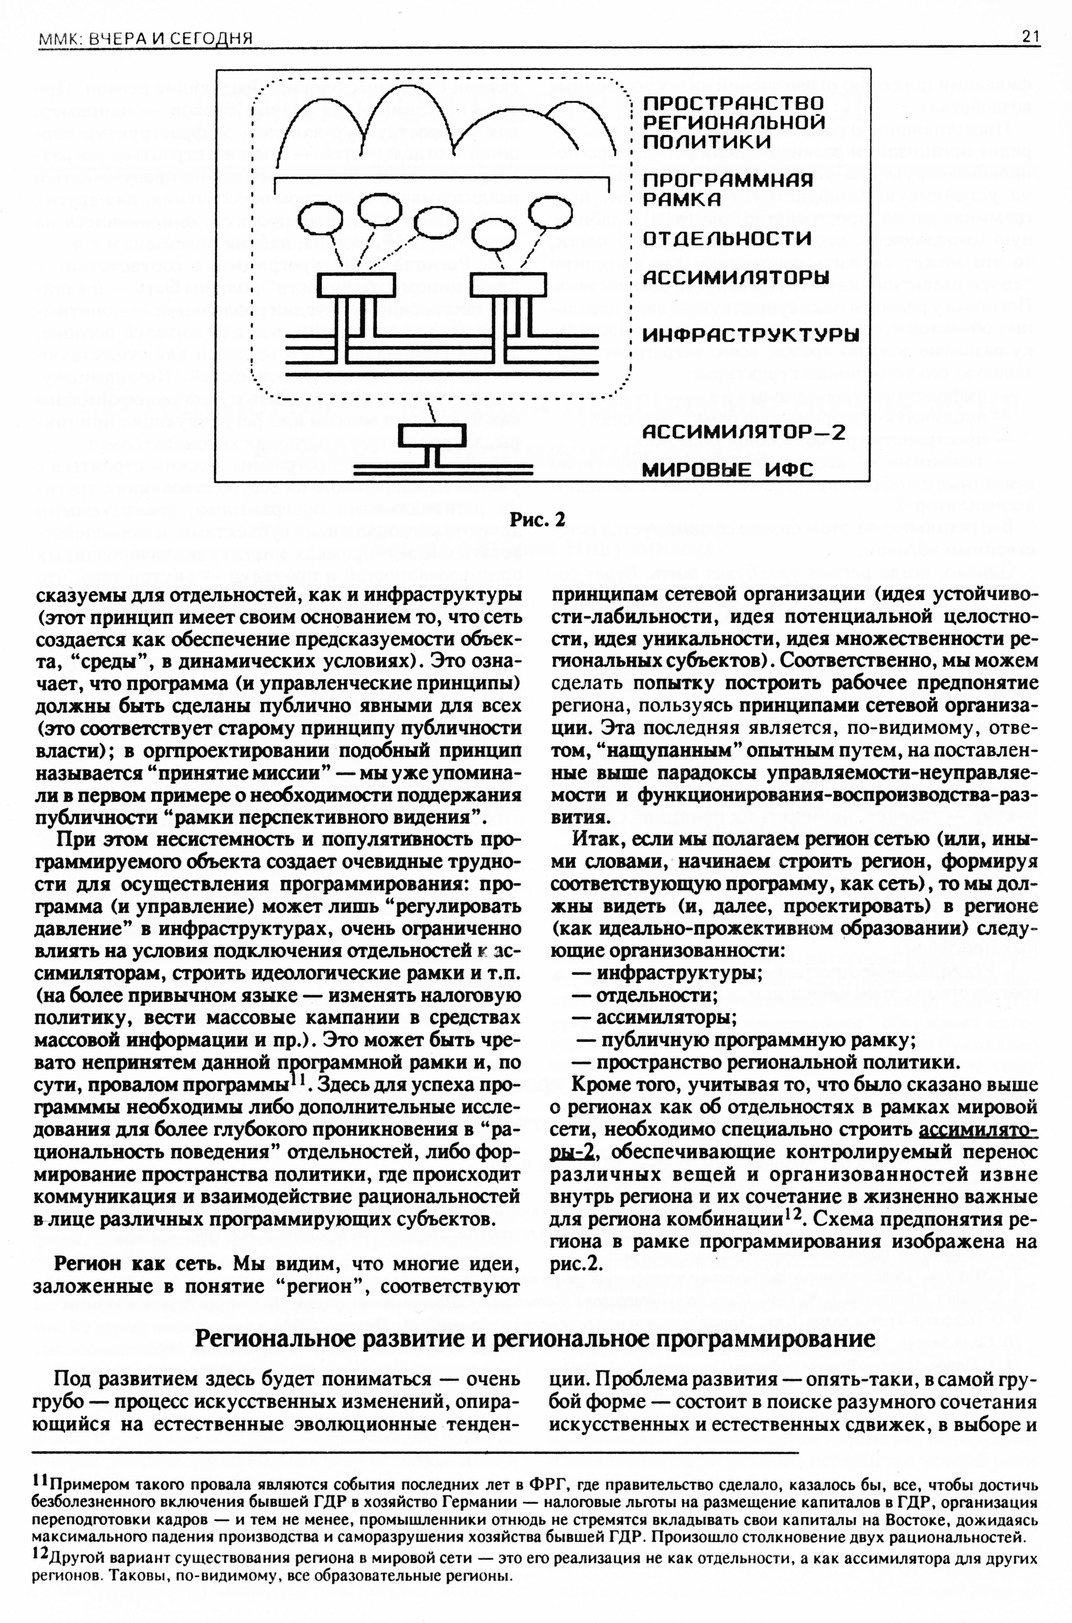 ММК: ВЧЕРА И СЕГОДНЯ
21
ПРОСТРАНСТВО
РЕГИОНАЛЬНОЙ
ПОЛИТИКИ
ПРОГРАММНАЯ
РАМКА
ОТДЕЛЬНОСТИ
АССИМИЛЯТОРЫ
ИНФРАСТРУКТУРЫ
АССИМИЛЯТОР—2
МИРОВЫЕ ИФС
Рис. 2
сказуемы для отдельностей, как и инфраструктуры
(этот принцип имеет своим основанием то, что сеть
создается как обеспечение предсказуемости объек-
та, “среды”, в динамических условиях). Это озна-
чает, что программа (и управленческие принципы)
должны быть сделаны публично явными для всех
(это соответствует старому принципу публичности
власти); в оргпроектировании подобный принцип
называется “принятие миссии” — мы уже упомина-
ли в первом примере о необходимости поддержания
публичности “рамки перспективного видения”.
При этом несистемность и популятивность про-
граммируемого объекта создает очевидные трудно-
сти для осуществления программирования: про-
грамма (и управление) может лишь “регулировать
давление” в инфраструктурах, очень ограниченно
влиять на условия подключения отдельностей к ас-
симиляторам, строить идеологические рамки и т.п.
(на более привычном языке — изменять налоговую
политику, вести массовые кампании в средствах
массовой информации и пр.). Это может быть чре-
вато непринятем данной программной рамки и, по
сути, провалом программы11. Здесь для успеха про-
грамммы необходимы либо дополнительные иссле-
дования для более глубокого проникновения в “ра-
циональность поведения” отдельностей, либо фор-
мирование пространства политики, где происходит
коммуникация и взаимодействие рациональностей
в лице различных программирующих субъектов.
Регион как сеть. Мы видим, что многие идеи,
заложенные в понятие “регион”, соответствуют
принципам сетевой организации (идея устойчиво-
сти-лабильности, идея потенциальной целостно-
сти, идея уникальности, идея множественности ре-
гиональных субъектов). Соответственно, мы можем
сделать попытку построить рабочее предпонятие
региона, пользуясь принципами сетевой организа-
ции. Эта последняя является, по-видимому, отве-
том, “нащупанным” опытным путем, на поставлен-
ные выше парадоксы управляемости-неуправляе-
мости и функционирования-воспроизводства-раз-
вития.
Итак, если мы полагаем регион сетью (или, ины-
ми словами, начинаем строить регион, формируя
соответствующую программу, как сеть), то мы дол-
жны видеть (и, далее, проектировать) в регионе
(как идеально-прожективном образовании) следу-
ющие организованности:
— инфраструктуры;
— отдельности;
— ассимиляторы;
— публичную программную рамку;
— пространство региональной политики.
Кроме того, учитывая то, что было сказано выше
о регионах как об отдельностях в рамках мировой
сети, необходимо специально строить ассимилято-
ры-2, обеспечивающие контролируемый перенос
различных вещей и организованностей извне
внутрь региона и их сочетание в жизненно важные
для региона комбинации12. Схема предпонятия ре-
гиона в рамке программирования изображена на
рис.2.
Региональное развитие и региональное программирование
Под развитием здесь будет пониматься — очень
грубо — процесс искусственных изменений, опира-
ющийся на естественные эволюционные тенден-
ции. Проблема развития — опять-таки, в самой гру-
бой форме — состоит в поиске разумного сочетания
искусственных и естественных сдвижек, в выборе и
11Примером такого провала являются события последних лет в ФРГ, где правительство сделало, казалось бы, все, чтобы достичь
безболезненного включения бывшей ГДР в хозяйство Германии — налоговые льготы на размещение капиталов в ГДР, организация
переподготовки кадров — и тем не менее, промышленники отнюдь не стремятся вкладывать свои капиталы на Востоке, дожидаясь
максимального падения производства и саморазрушения хозяйства бывшей ГДР. Произошло столкновение двух рациональностей.
12Другой вариант существования региона в мировой сети — это его реализация не как отдельности, а как ассимилятора для других
регионов. Таковы, по-видимому, все образовательные регионы.